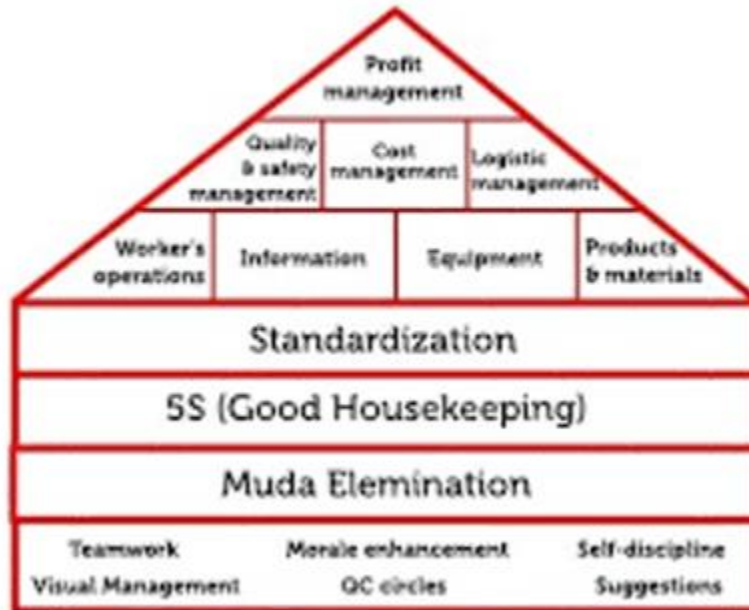 Profit
management
Quality
& safety
management
Cost
management
Logistic
management
Worker's
operations
Information
Equipment
Products
& materials
Standardization
5S (Good Housekeeping)
Muda Elemination
Teamwork Morale enhancement Self-discipline
Visual Management QC circles Suggestions